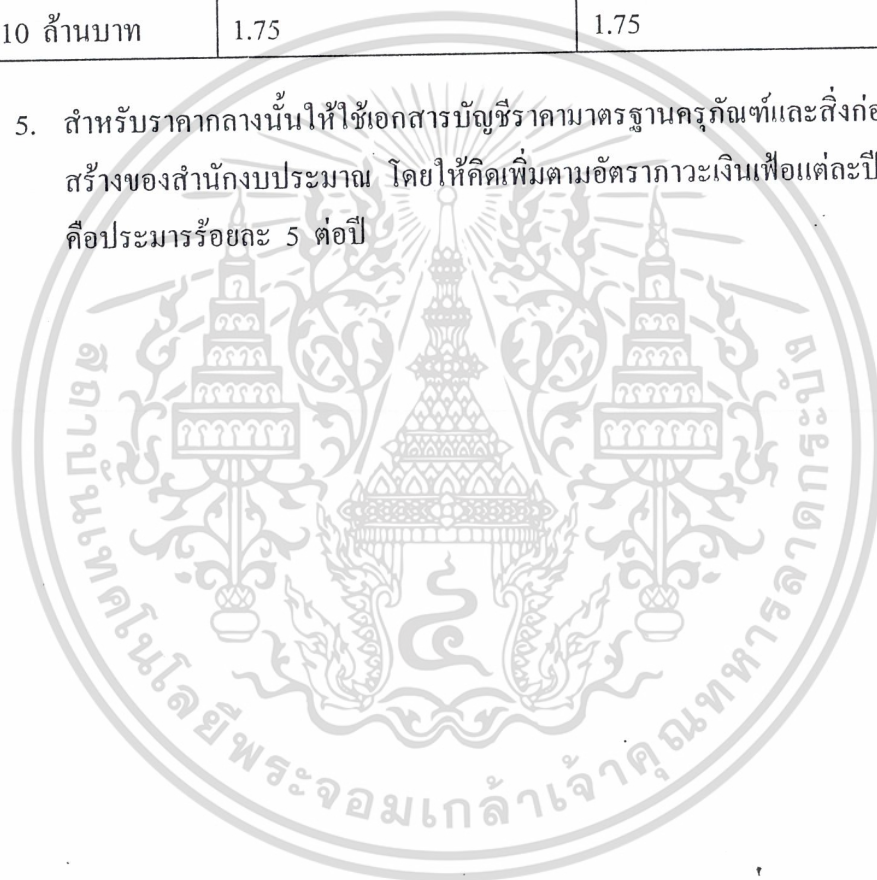 10 ล้านบาท 1.75 1.75
5. สำหรับราคากลางนั้นให้ใช้เอกสารบัญชีราคามาตรฐานครุภัณฑ์และสิ่งก่อ
สร้างของสำนักงบประมาณ โดยให้คิดเพิ่มตามอัตราภาวะเงินเฟ้อแต่ละปี
คือประมารร้อยละ 5 ต่อปี
สถาบันเทคโนโลยีพระจอมเกล้าเจ้าคุณทหารลาดกระบัง